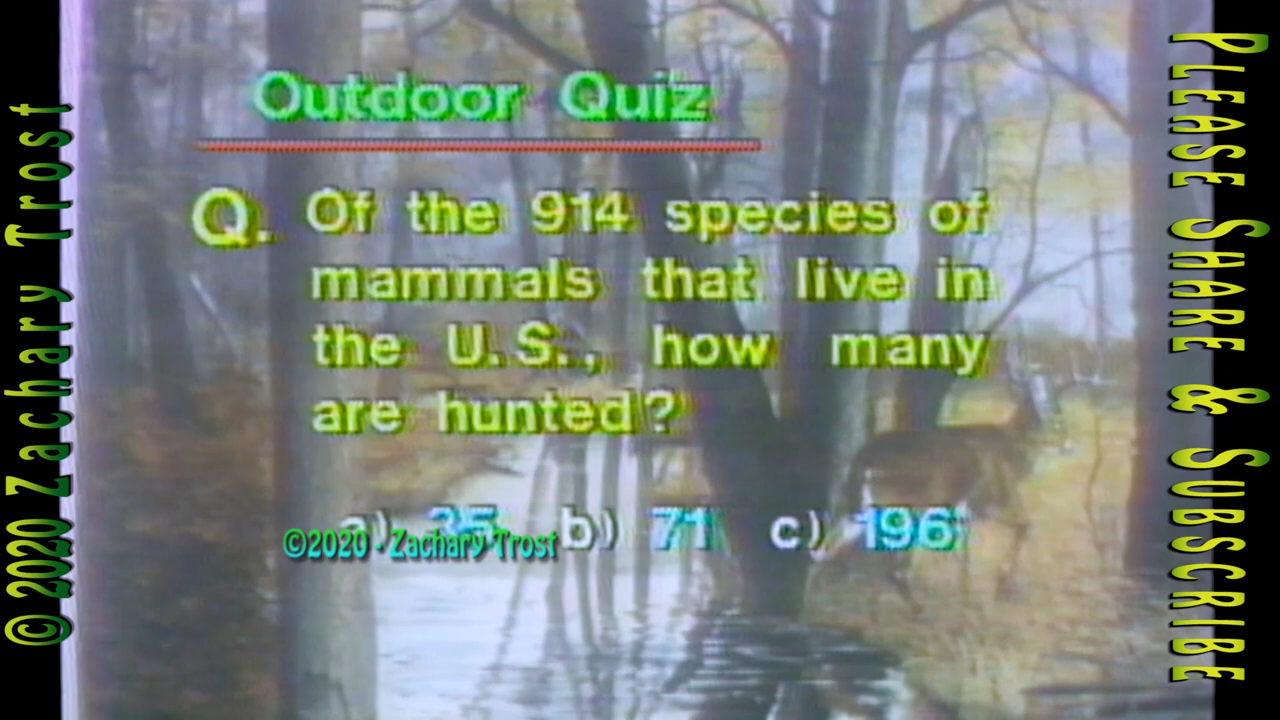 Outdoor Quiz
Q. Of the 914 species of
mammals that live in
the U.S., how many
are hunted?
a) 35 b) 71 c) 196
©2020 - Zachary Trost
© 2020 Zachary Trost
PLEASE SHARE & SUBSCRIBE